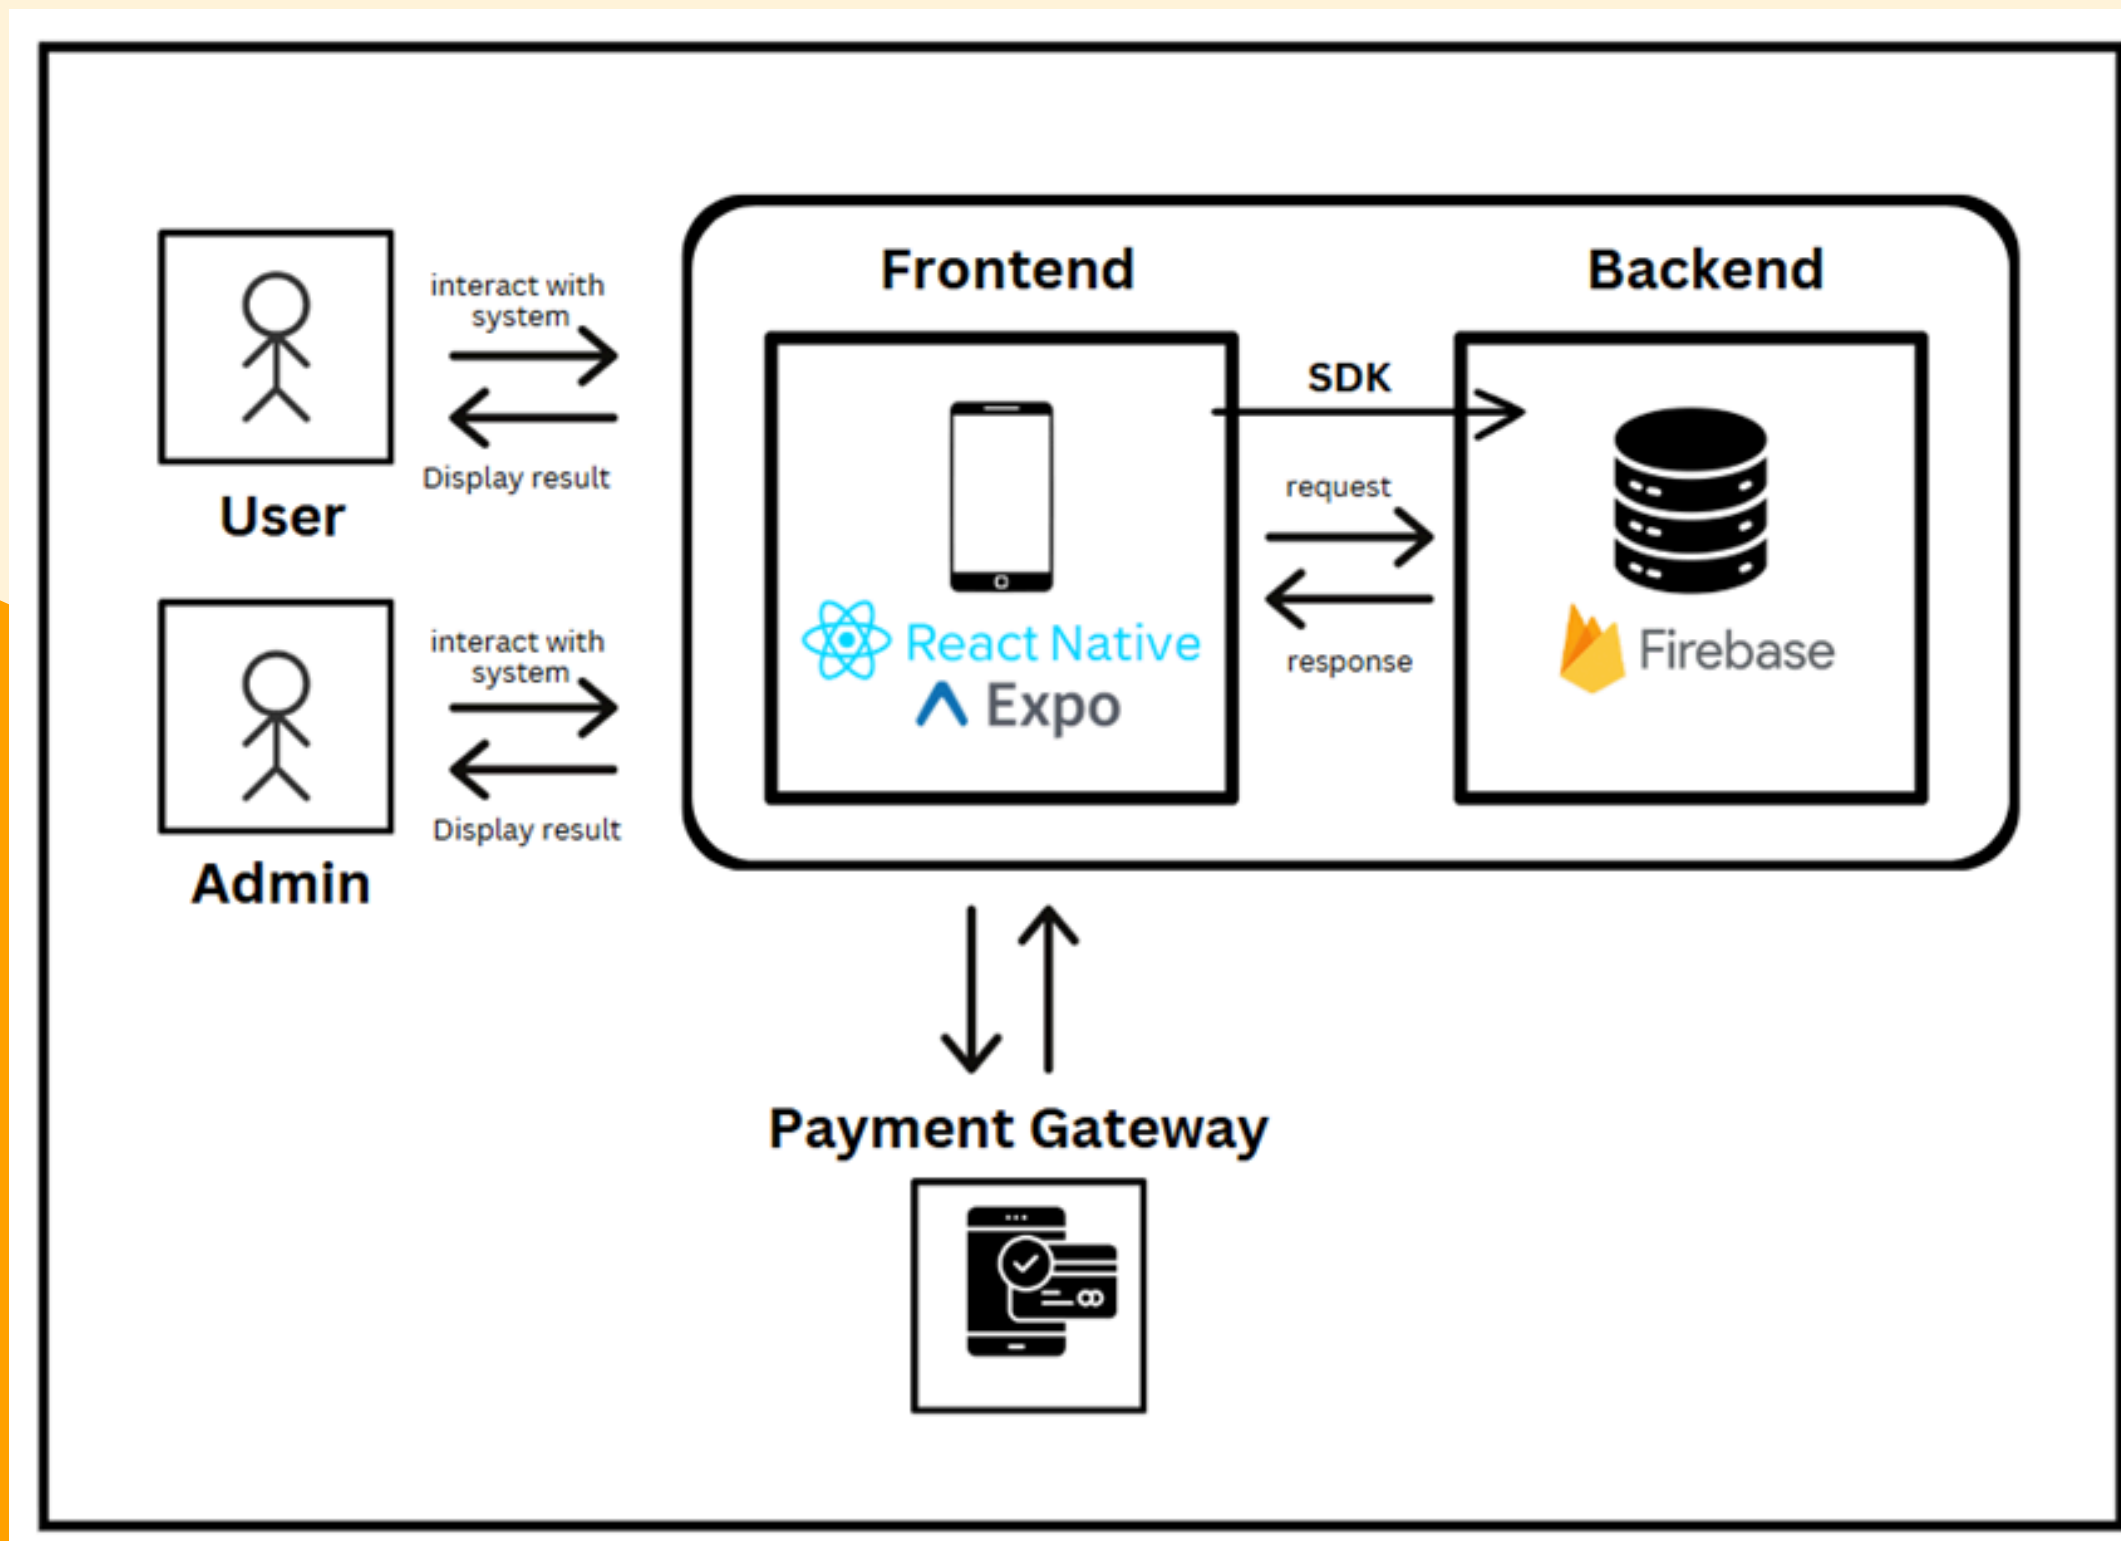 interact with
system
Display result
User
interact with
system
Display result
Admin
Frontend
React Native
Expo
SDK
request
response
Backend
Firebase
Payment Gateway